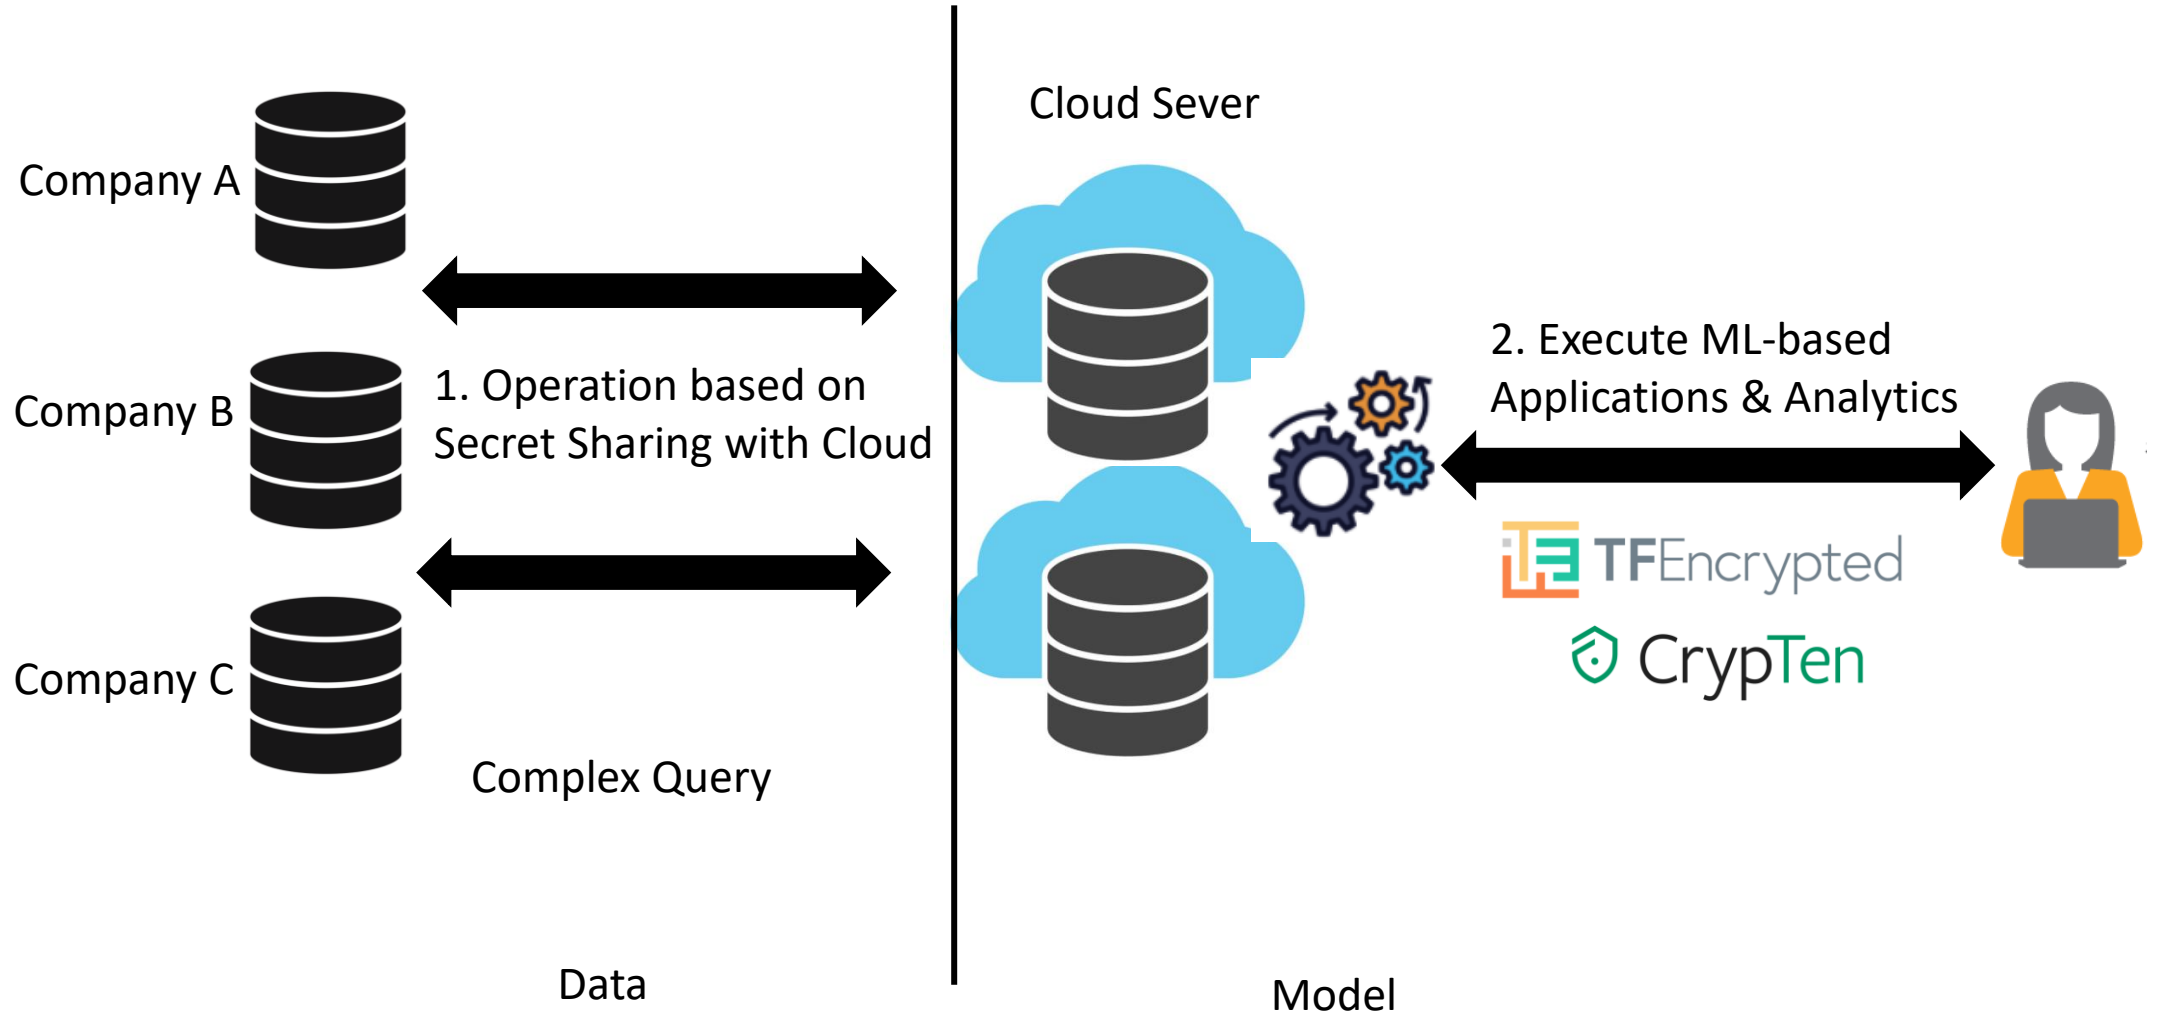 Cloud Sever
Company A
2. Execute ML-based
Applications & Analytics
1. Operation based on
Secret Sharing with Cloud
Company B
TFEncrypted
CrypTen
Company C
Complex Query
Data
Model